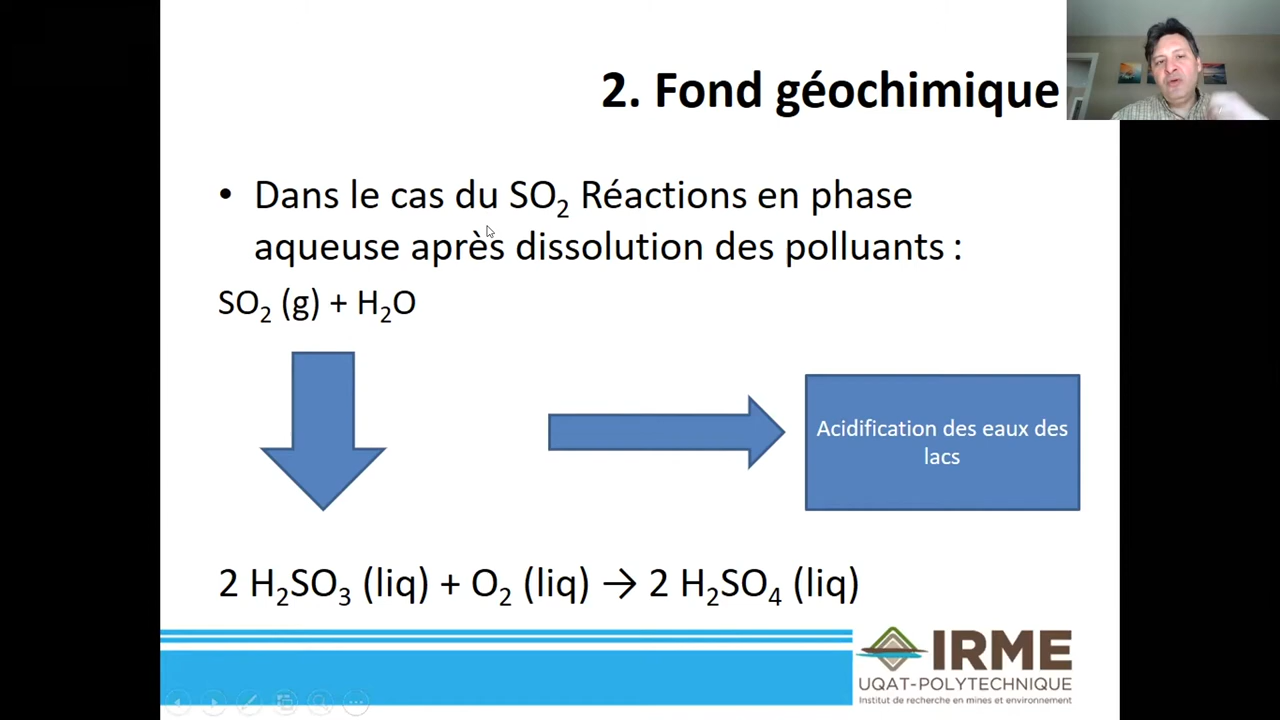 2. Fond géochimique
• Dans le cas du SO₂ Réactions en phase
aqueuse après dissolution des polluants :
SO₂ (g) + H₂O
Acidification des eaux des
lacs
2 H₂SO₃ (liq) + O₂ (liq) → 2 H₂SO₄ (liq)
IRME
UQAT-POLYTECHNIQUE
Institut de recherche en mines et environnement